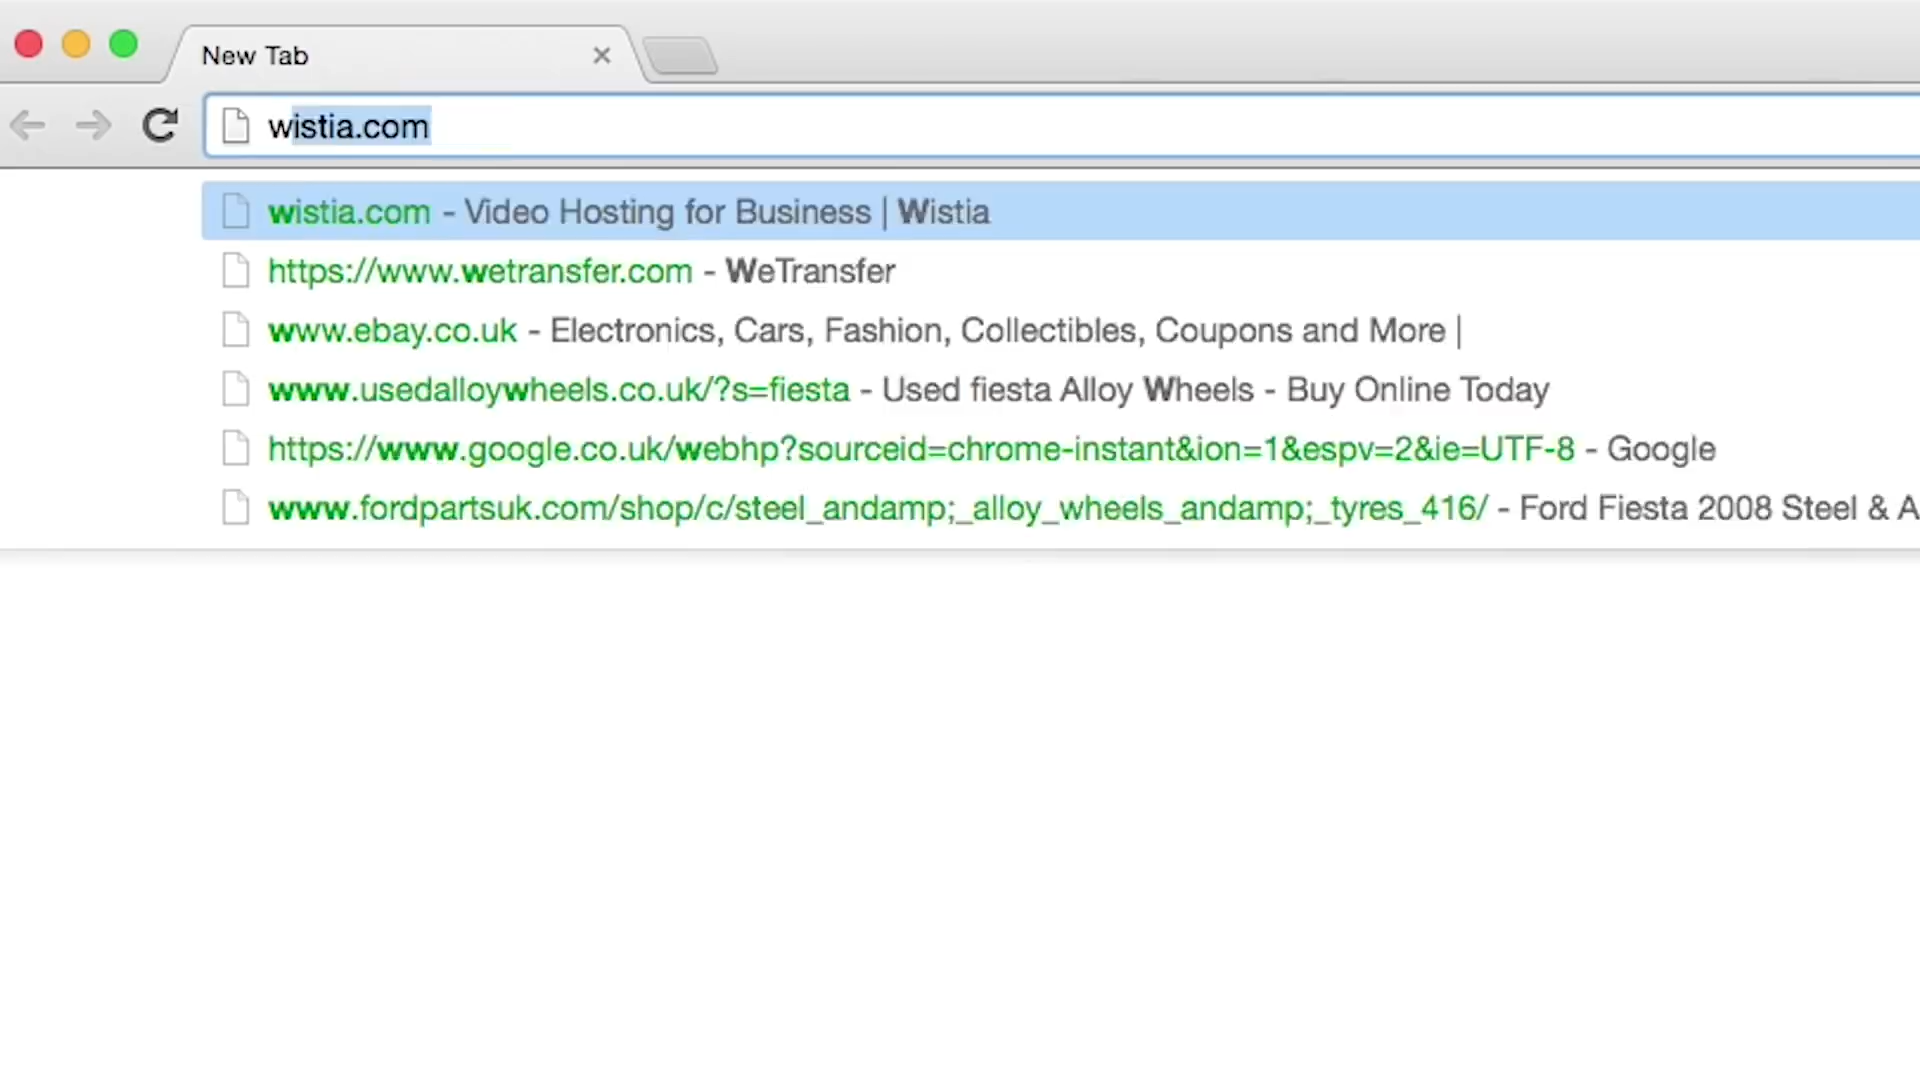 New Tab
wistia.com
wistia.com - Video Hosting for Business | Wistia
https://www.wetransfer.com - WeTransfer
www.ebay.co.uk - Electronics, Cars, Fashion, Collectibles, Coupons and More |
www.usedalloywheels.co.uk/?s=fiesta - Used fiesta Alloy Wheels - Buy Online Today
https://www.google.co.uk/webhp?sourceid=chrome-instant&ion=1&espv=2&ie=UTF-8 - Google
www.fordpartsuk.com/shop/c/steel_andamp;_alloy_wheels_andamp;_tyres_416/ - Ford Fiesta 2008 Steel & A